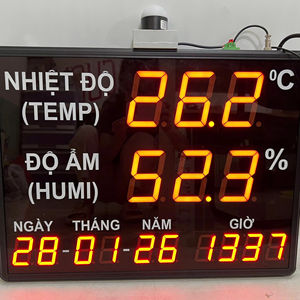 NHIỆT ĐỘ 26.2 ⁰C
(TEMP)
ĐỘ ẨM 52.3 %
(HUMI)
NGÀY THÁNG NĂM GIỜ
28-01-26 1337